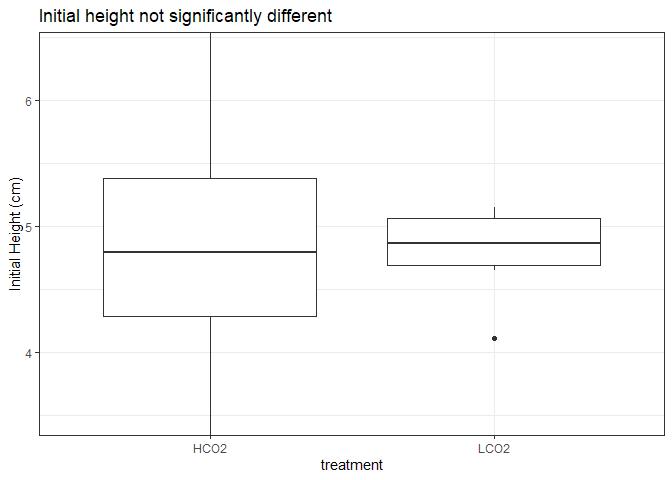 Initial height not significantly different
Initial Height (cm)
6
5
4
HCO2
LCO2
treatment